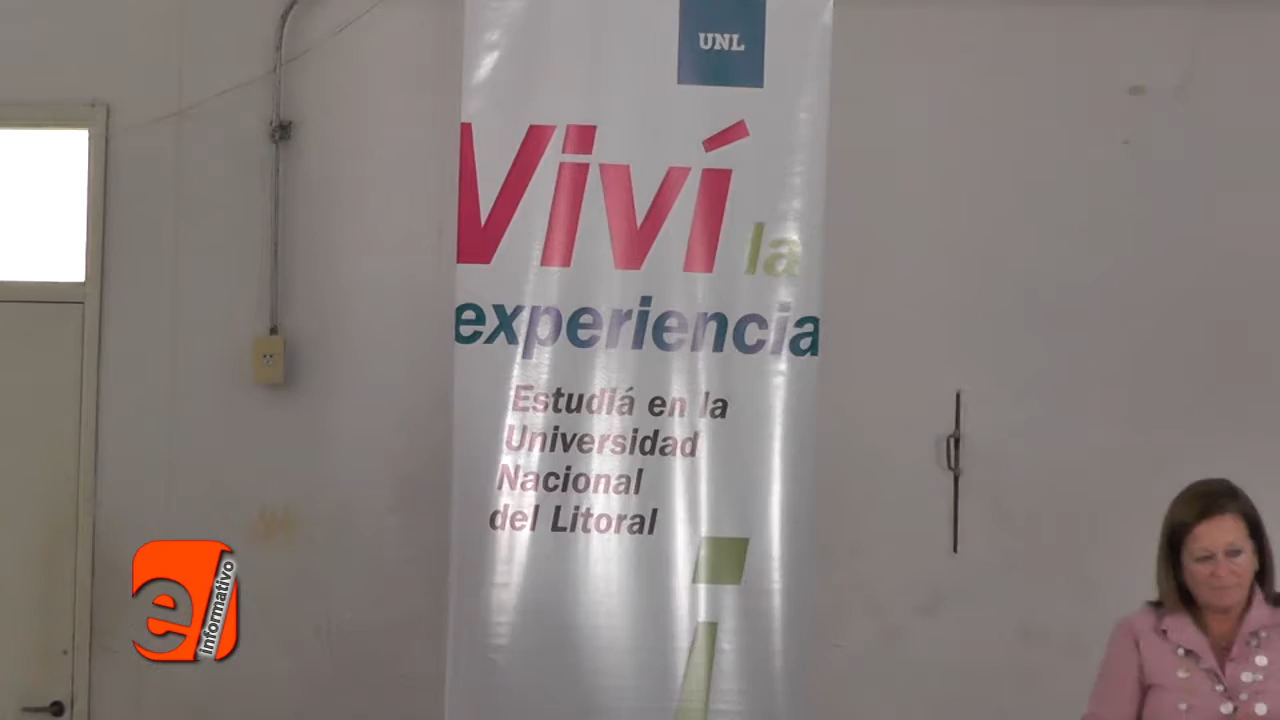 UNL
Viví
la
experiencia
Estudiá en la
Universidad
Nacional
del Litoral
e informativo